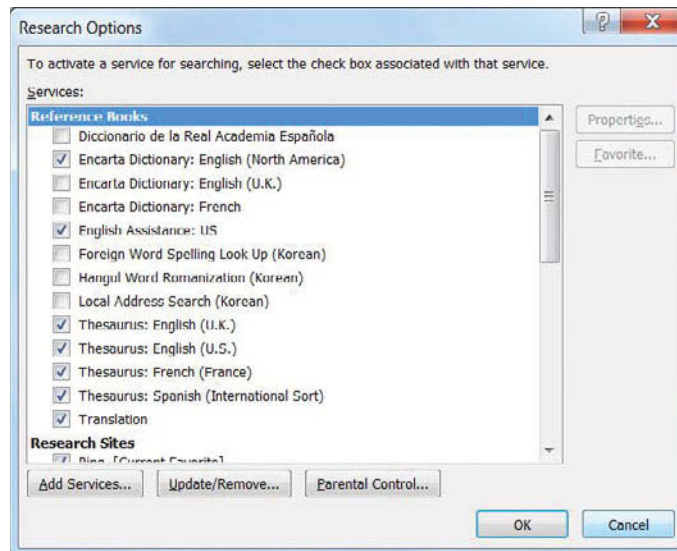 Research Options
To activate a service for searching, select the check box associated with that service.
Services:
Reference Books
Diccionario de la Real Academia Española
Encarta Dictionary: English (North America)
Encarta Dictionary: English (U.K.)
Encarta Dictionary: French
English Assistance: US
Foreign Word Spelling Look Up (Korean)
Hangul Word Romanization (Korean)
Local Address Search (Korean)
Thesaurus: English (U.K.)
Thesaurus: English (U.S.)
Thesaurus: French (France)
Thesaurus: Spanish (International Sort)
Translation
Research Sites
Bing [Current Favorite]
Properties...
Favorite...
Add Services...
Update/Remove...
Parental Control...
OK
Cancel